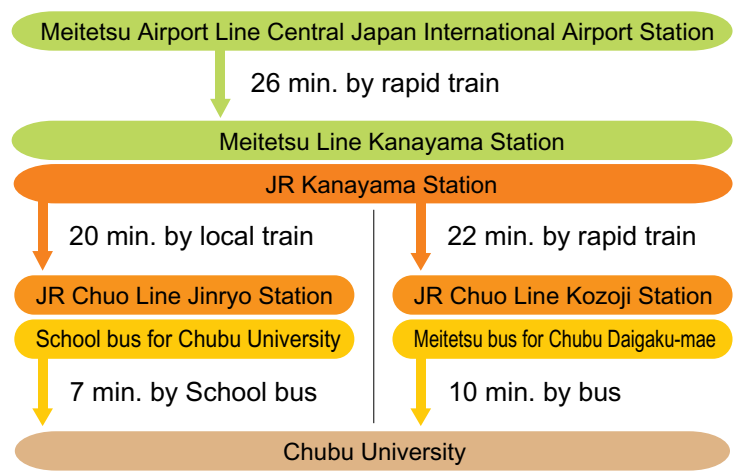 Meitetsu Airport Line Central Japan International Airport Station
26 min. by rapid train
Meitetsu Line Kanayama Station
JR Kanayama Station
20 min. by local train
22 min. by rapid train
JR Chuo Line Jinryo Station
JR Chuo Line Kozoji Station
School bus for Chubu University
Meitetsu bus for Chubu Daigaku-mae
7 min. by School bus
10 min. by bus
Chubu University